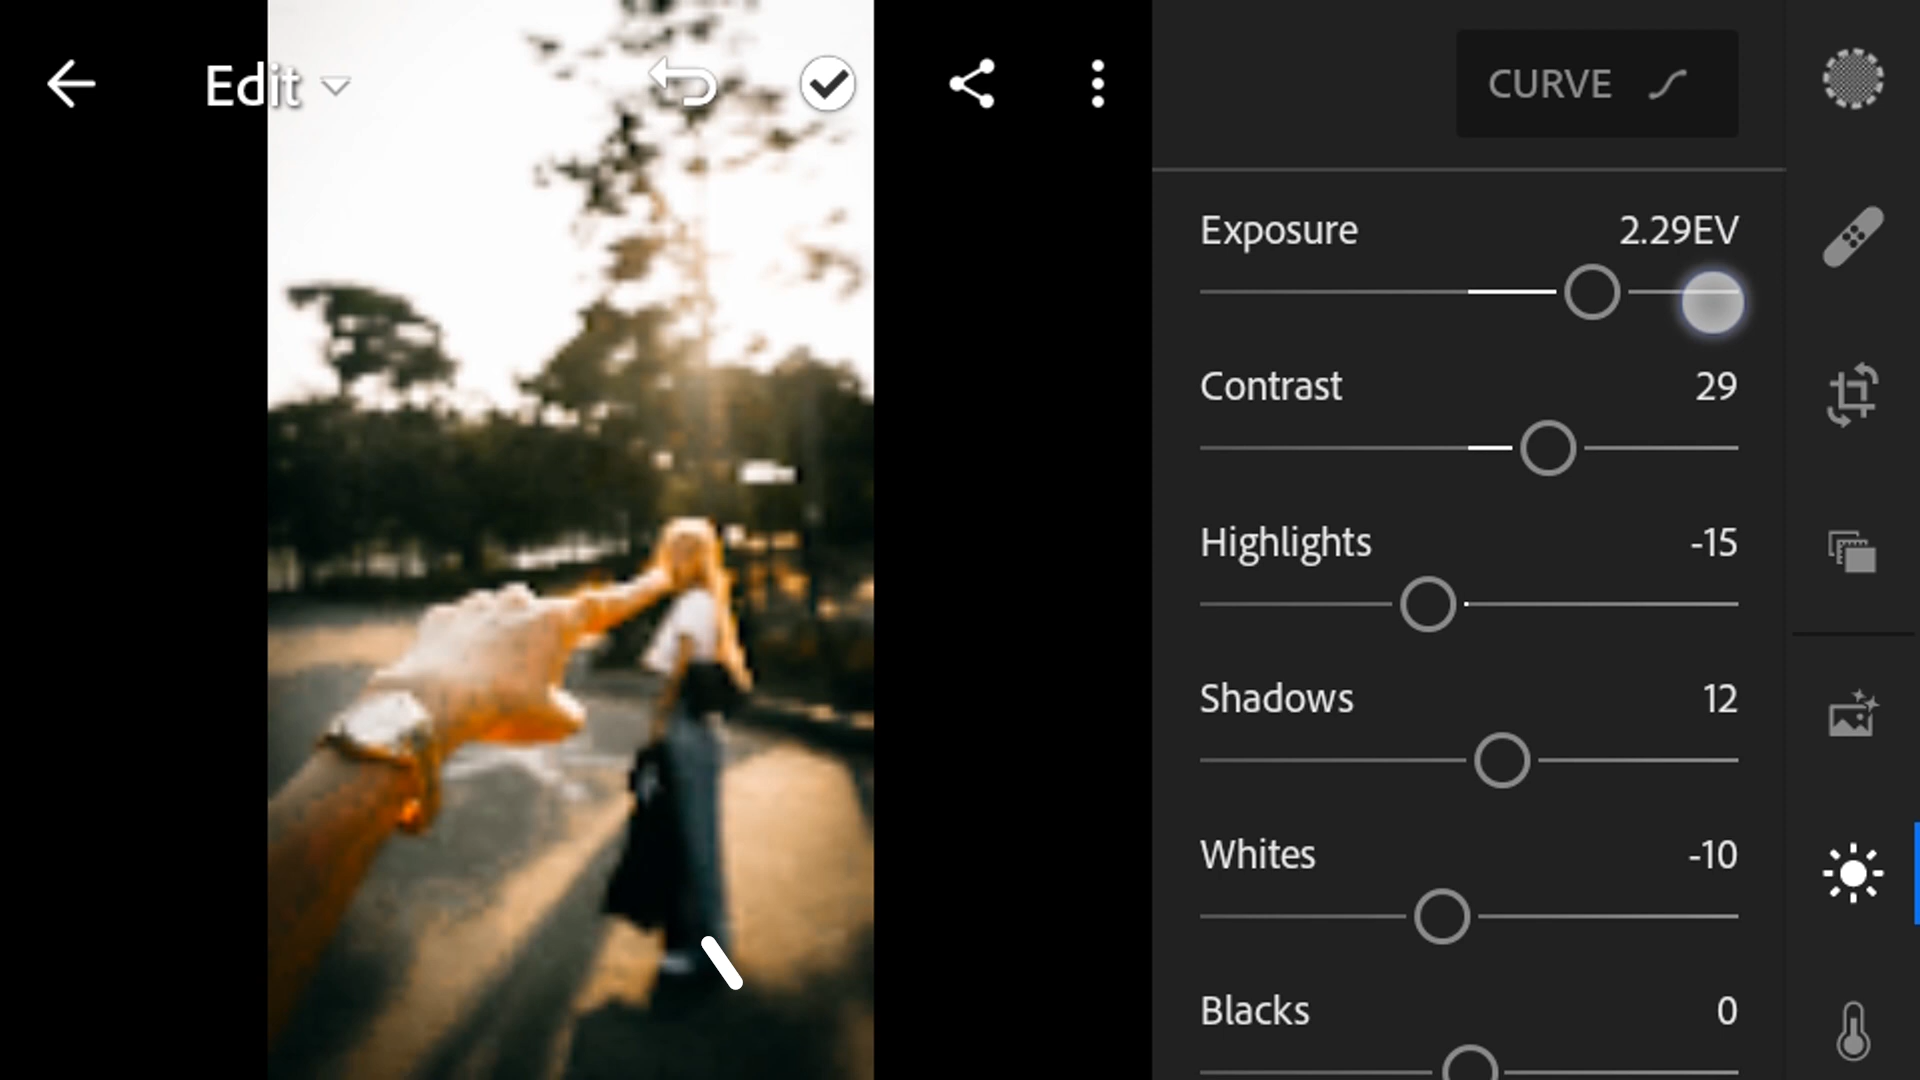 Edit
CURVE
Exposure 2.29EV
Contrast 29
Highlights -15
Shadows 12
Whites -10
Blacks 0